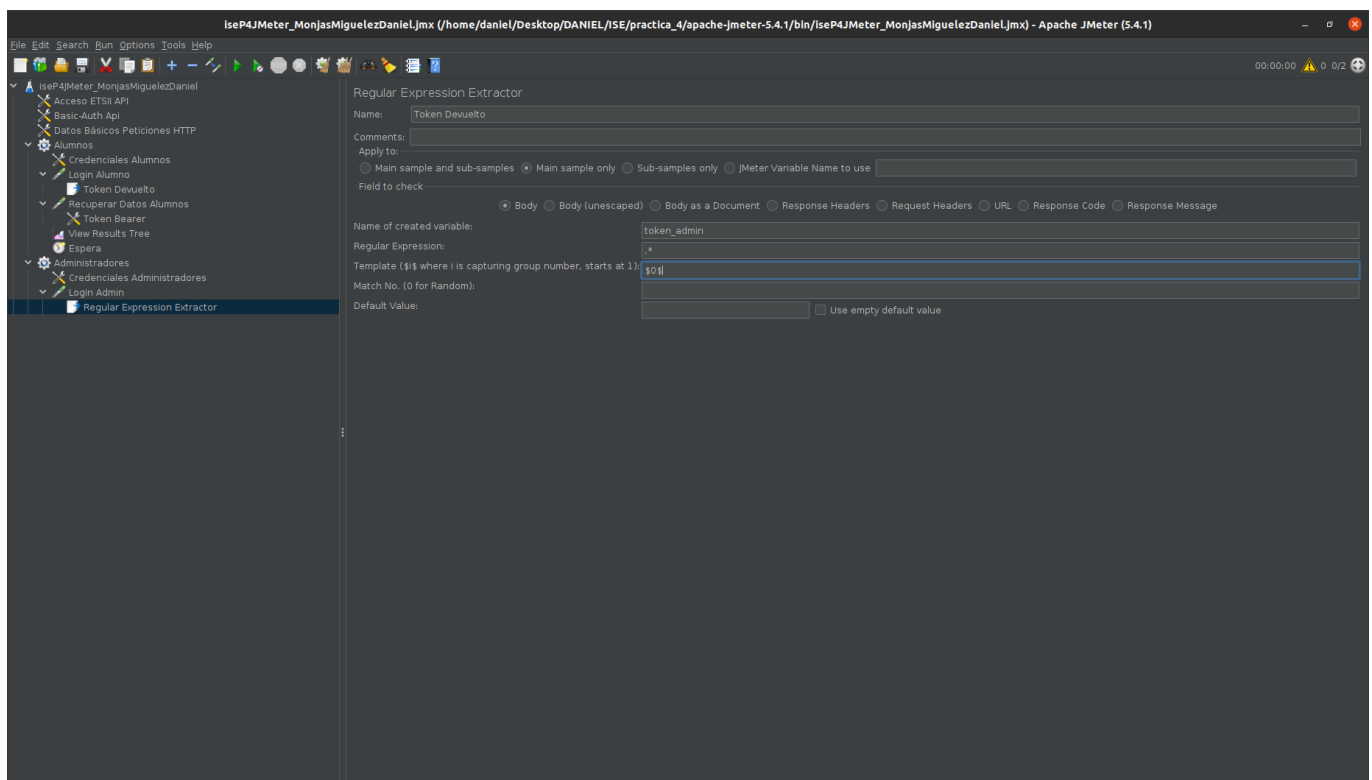 iseP4JMeter_MonjasMiguelezDaniel.jmx (/home/daniel/Desktop/DANIEL/ISE/practica_4/apache-jmeter-5.4.1/bin/iseP4JMeter_MonjasMiguelezDaniel.jmx) - Apache JMeter (5.4.1)
File Edit Search Run Options Tools Help
00:00:00 0 0/2
iseP4JMeter_MonjasMiguelezDaniel
Acceso ETSII API
Basic-Auth Api
Datos Básicos Peticiones HTTP
Alumnos
Credenciales Alumnos
Login Alumno
Token Devuelto
Recuperar Datos Alumnos
Token Bearer
View Results Tree
Espera
Administradores
Credenciales Administradores
Login Admin
Regular Expression Extractor
Regular Expression Extractor
Name: Token Devuelto
Comments:
Apply to:
Main sample and sub-samples Main sample only Sub-samples only JMeter Variable Name to use
Field to check
Body Body (unescaped) Body as a Document Response Headers Request Headers URL Response Code Response Message
Name of created variable: token_admin
Regular Expression: .*
Template ($i$ where i is capturing group number, starts at 1): $0$
Match No. (0 for Random):
Default Value: Use empty default value